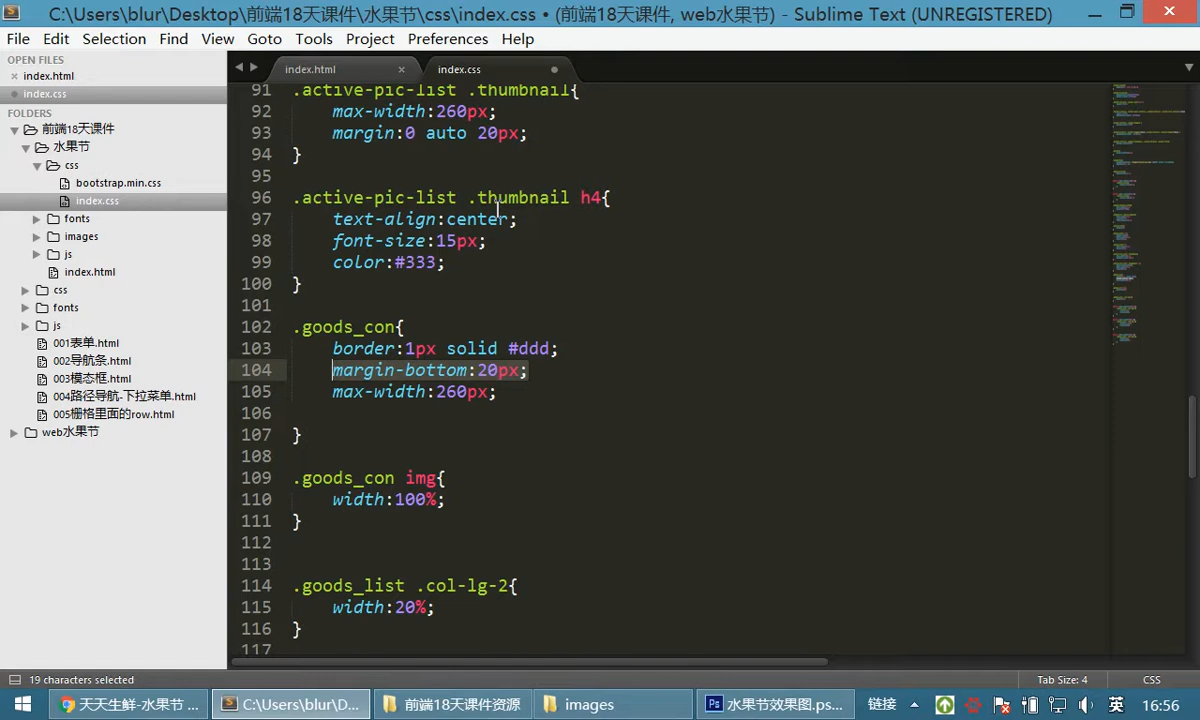 C:\Users\blur\Desktop\前端18天课件\水果节\css\index.css • (前端18天课件, web水果节) - Sublime Text (UNREGISTERED)
File Edit Selection Find View Goto Tools Project Preferences Help
OPEN FILES
index.html
index.css
FOLDERS
前端18天课件
水果节
css
bootstrap.min.css
index.css
fonts
images
js
index.html
css
fonts
js
001表单.html
002导航条.html
003模态框.html
004路径导航-下拉菜单.html
005栅格里面的row.html
web水果节
index.html
index.css
91 .active-pic-list .thumbnail{
92 max-width:260px;
93 margin:0 auto 20px;
94 }
95
96 .active-pic-list .thumbnail h4{
97 text-align:center;
98 font-size:15px;
99 color:#333;
100 }
101
102 .goods_con{
103 border:1px solid #ddd;
104 margin-bottom:20px;
105 max-width:260px;
106
107 }
108
109 .goods_con img{
110 width:100%;
111 }
112
113
114 .goods_list .col-lg-2{
115 width:20%;
116 }
117
19 characters selected
Tab Size: 4
CSS
天天生鲜-水果节 ...
C:\Users\blur\D...
前端18天课件资源
images
Ps 水果节效果图.ps...
链接
英
16:56